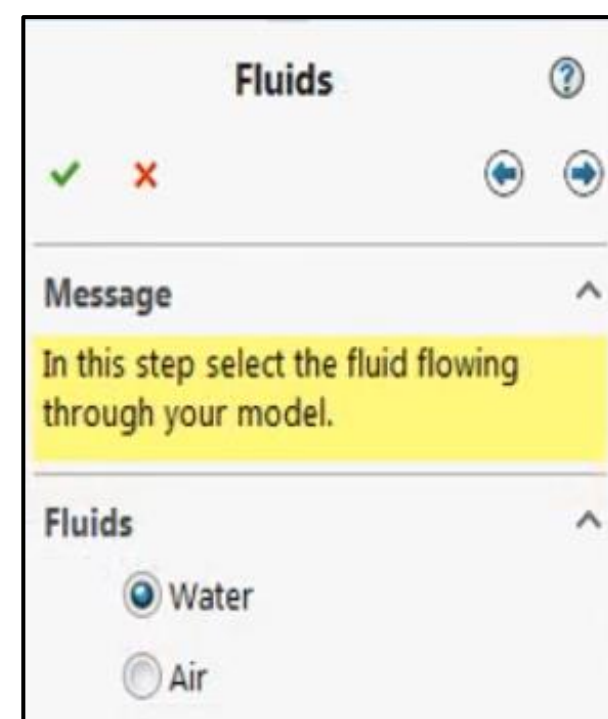 Fluids
?
Message
In this step select the fluid flowing
through your model.
Fluids
Water
Air